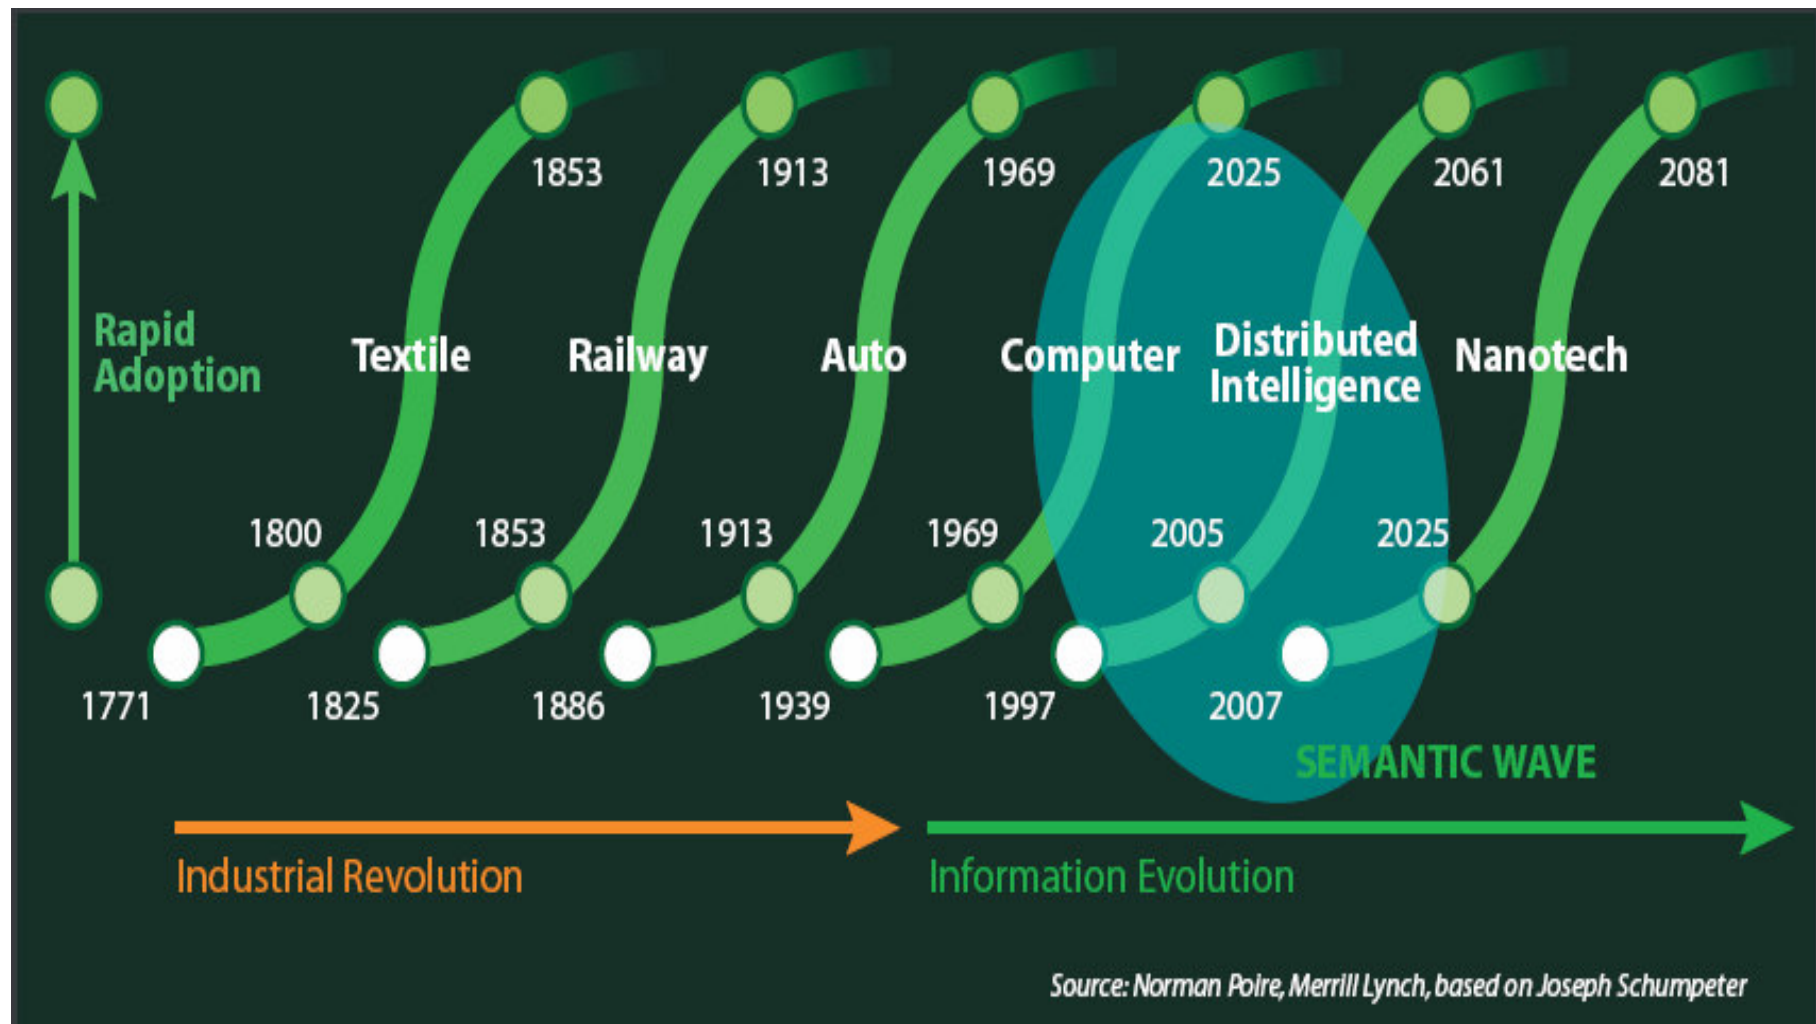 1853
1913
1969
2025
2061
2081
Rapid
Adoption
Textile
Railway
Auto
Computer
Distributed
Intelligence
Nanotech
1800
1853
1913
1969
2005
2025
1771
1825
1886
1939
1997
2007
SEMANTIC WAVE
Industrial Revolution
Information Evolution
Source: Norman Poire, Merrill Lynch, based on Joseph Schumpeter